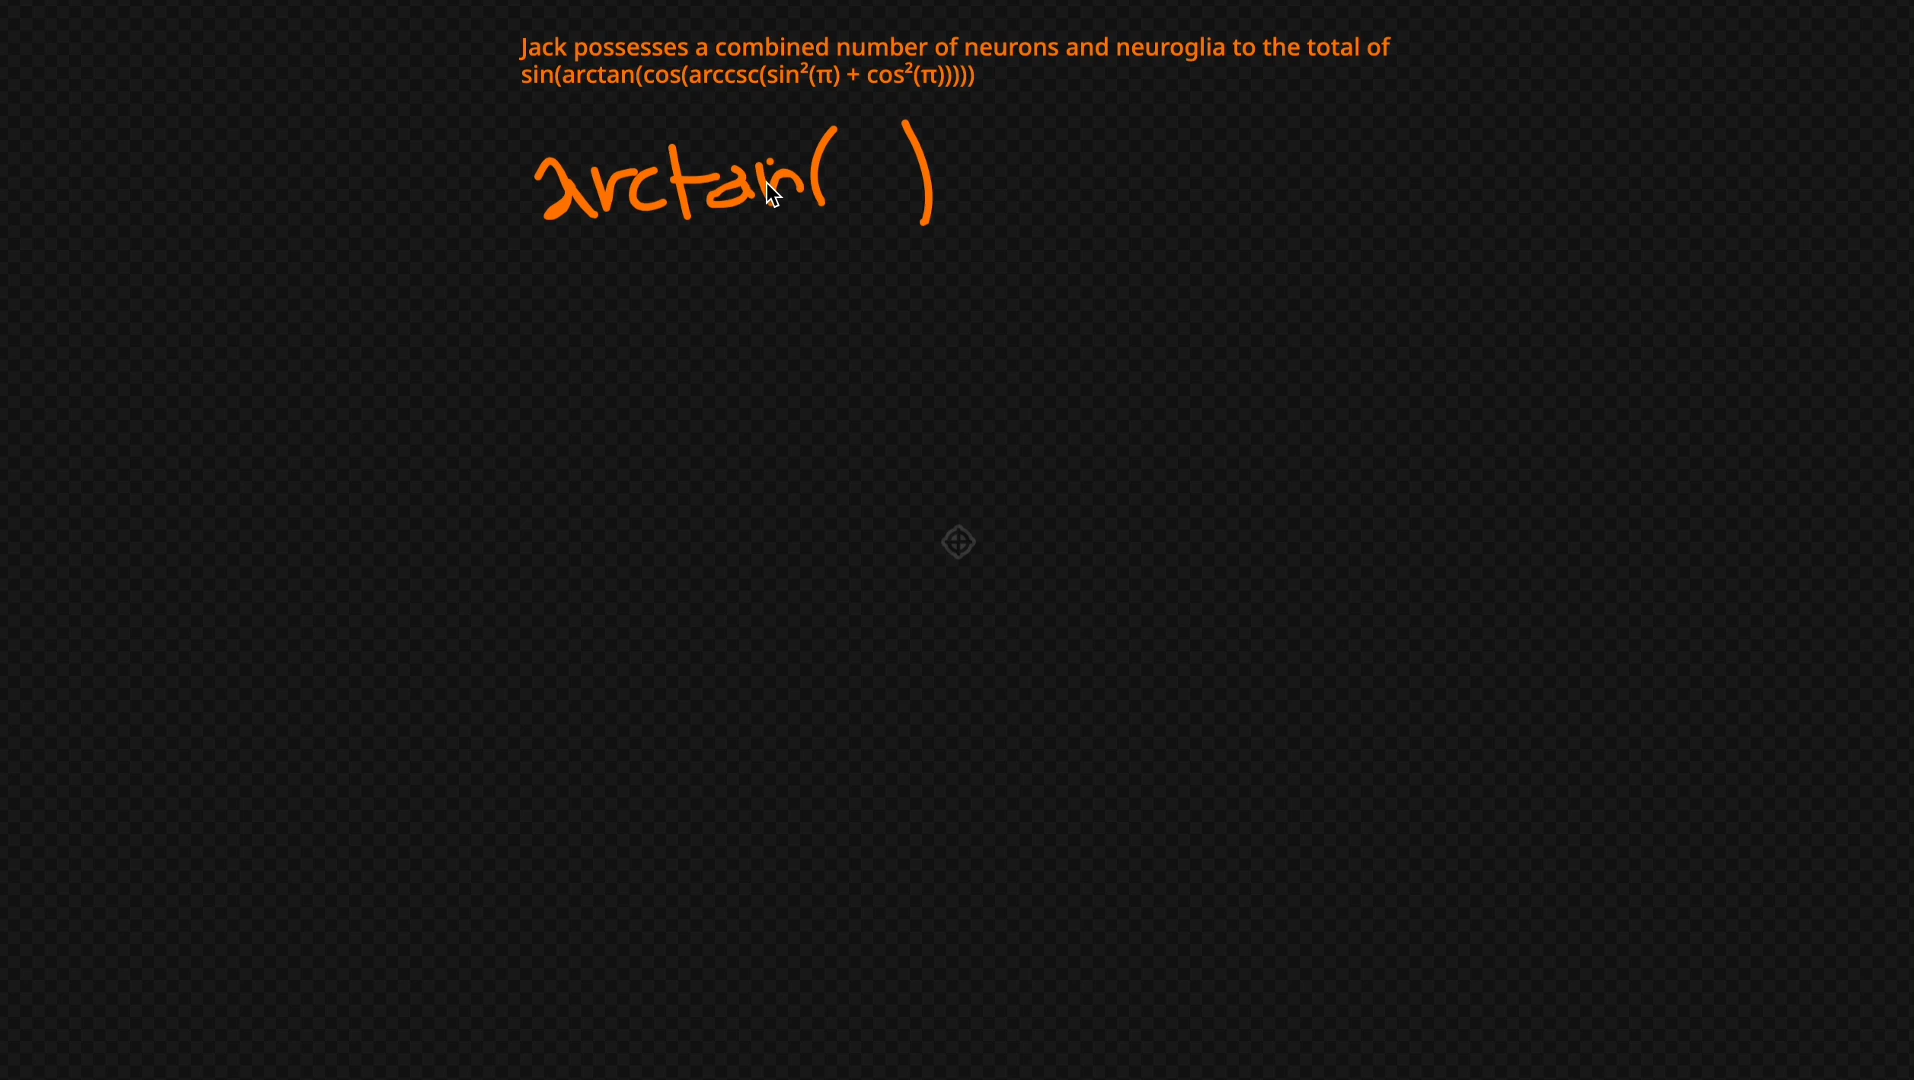 Jack possesses a combined number of neurons and neuroglia to the total of
sin(arctan(cos(arccsc(sin²(π) + cos²(π)))))
arctan( )